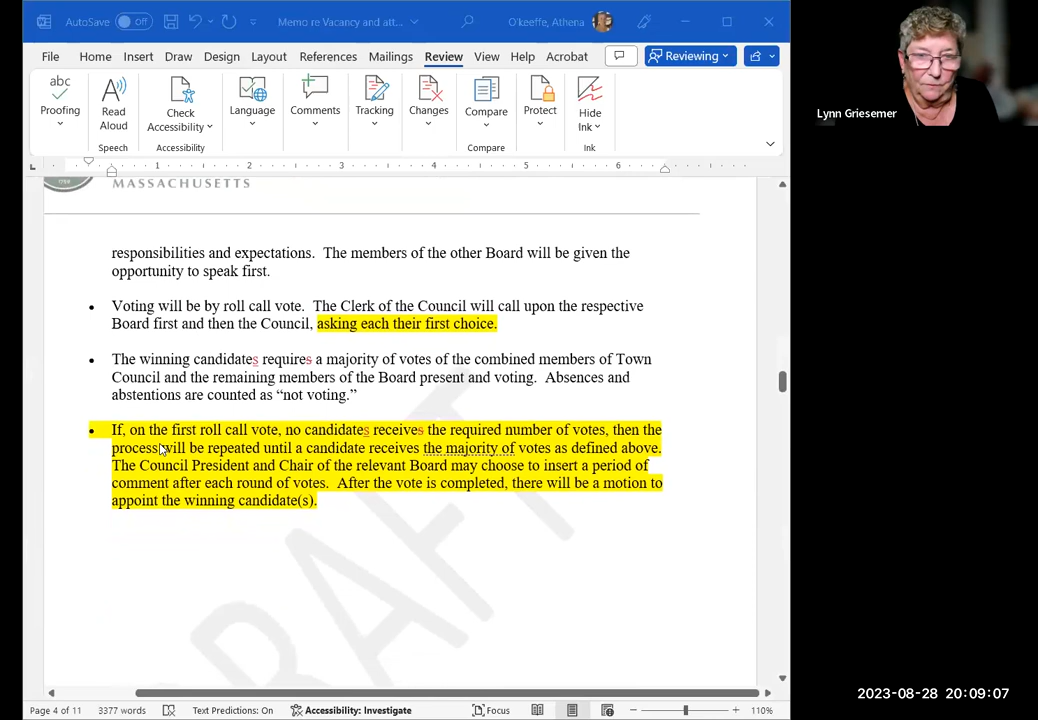 AutoSave Off Memo re Vacancy and att... O'keeffe, Athena
File Home Insert Draw Design Layout References Mailings Review View Help Acrobat Reviewing
abc
Proofing Read Aloud Check Accessibility Language Comments Tracking Changes Compare Protect Hide Ink
Speech Accessibility Compare Ink
1 2 3 4 5 6
1759
MASSACHUSETTS
responsibilities and expectations. The members of the other Board will be given the
opportunity to speak first.
• Voting will be by roll call vote. The Clerk of the Council will call upon the respective
Board first and then the Council, asking each their first choice.
• The winning candidates requires a majority of votes of the combined members of Town
Council and the remaining members of the Board present and voting. Absences and
abstentions are counted as “not voting.”
• If, on the first roll call vote, no candidates receives the required number of votes, then the
process will be repeated until a candidate receives the majority of votes as defined above.
The Council President and Chair of the relevant Board may choose to insert a period of
comment after each round of votes. After the vote is completed, there will be a motion to
appoint the winning candidate(s).
DRAFT
Page 4 of 11 3377 words Text Predictions: On Accessibility: Investigate Focus 110%
Lynn Griesemer
2023-08-28 20:09:07